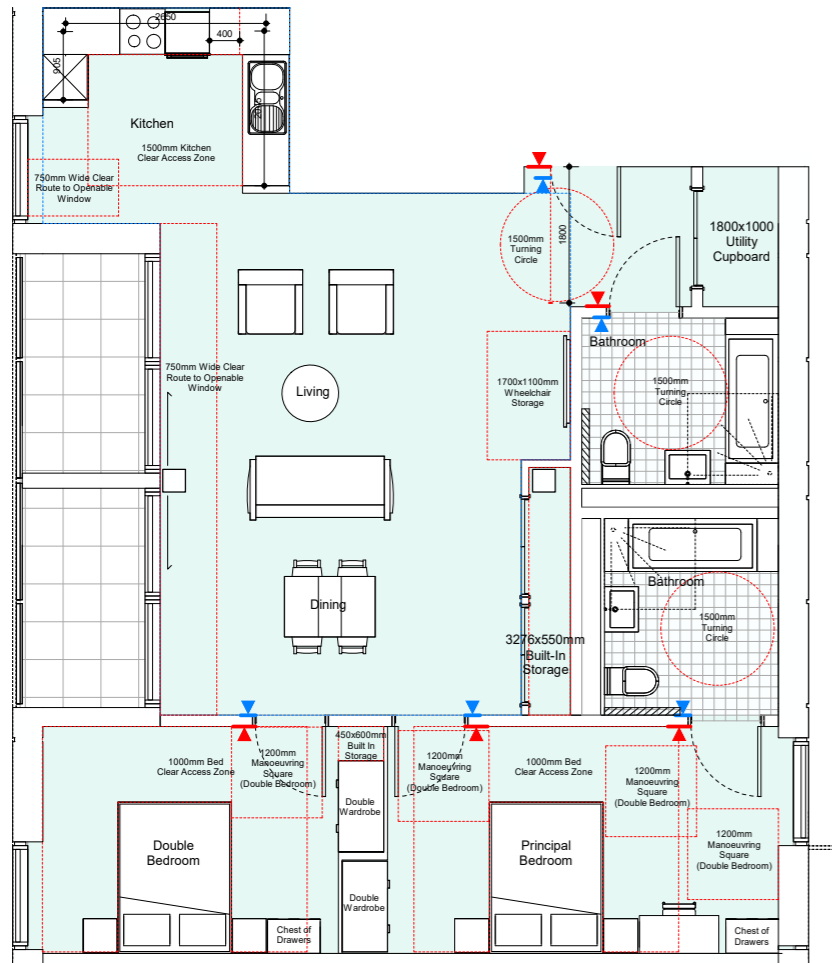 2650
400
905
2005
Kitchen
1500mm Kitchen
Clear Access Zone
750mm Wide Clear
Route to Openable
Window
1500mm
Turning
Circle
1800
1800x1000
Utility
Cupboard
Bathroom
1500mm
Turning
Circle
750mm Wide Clear
Route to Openable
Window
Living
1700x1100mm
Wheelchair
Storage
Dining
3276x550mm
Built-In
Storage
Bathroom
1500mm
Turning
Circle
1000mm Bed
Clear Access Zone
1200mm
Manoeuvring
Square
(Double Bedroom)
450x600mm
Built In
Storage
1200mm
Manoeuvring
Square
(Double Bedroom)
1000mm Bed
Clear Access Zone
1200mm
Manoeuvring
Square
(Double Bedroom)
1200mm
Manoeuvring
Square
(Double Bedroom)
Double
Bedroom
Double
Wardrobe
Double
Wardrobe
Principal
Bedroom
Chest of
Drawers
Chest of
Drawers